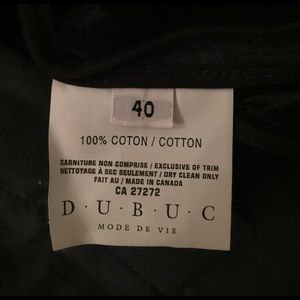 40
100% COTON / COTTON
GARNITURE NON COMPRISE / EXCLUSIVE OF TRIM
NETTOYAGE À SEC SEULEMENT / DRY CLEAN ONLY
FAIT AU / MADE IN CANADA
CA 27272
D·U·B·U·C
MODE DE VIE